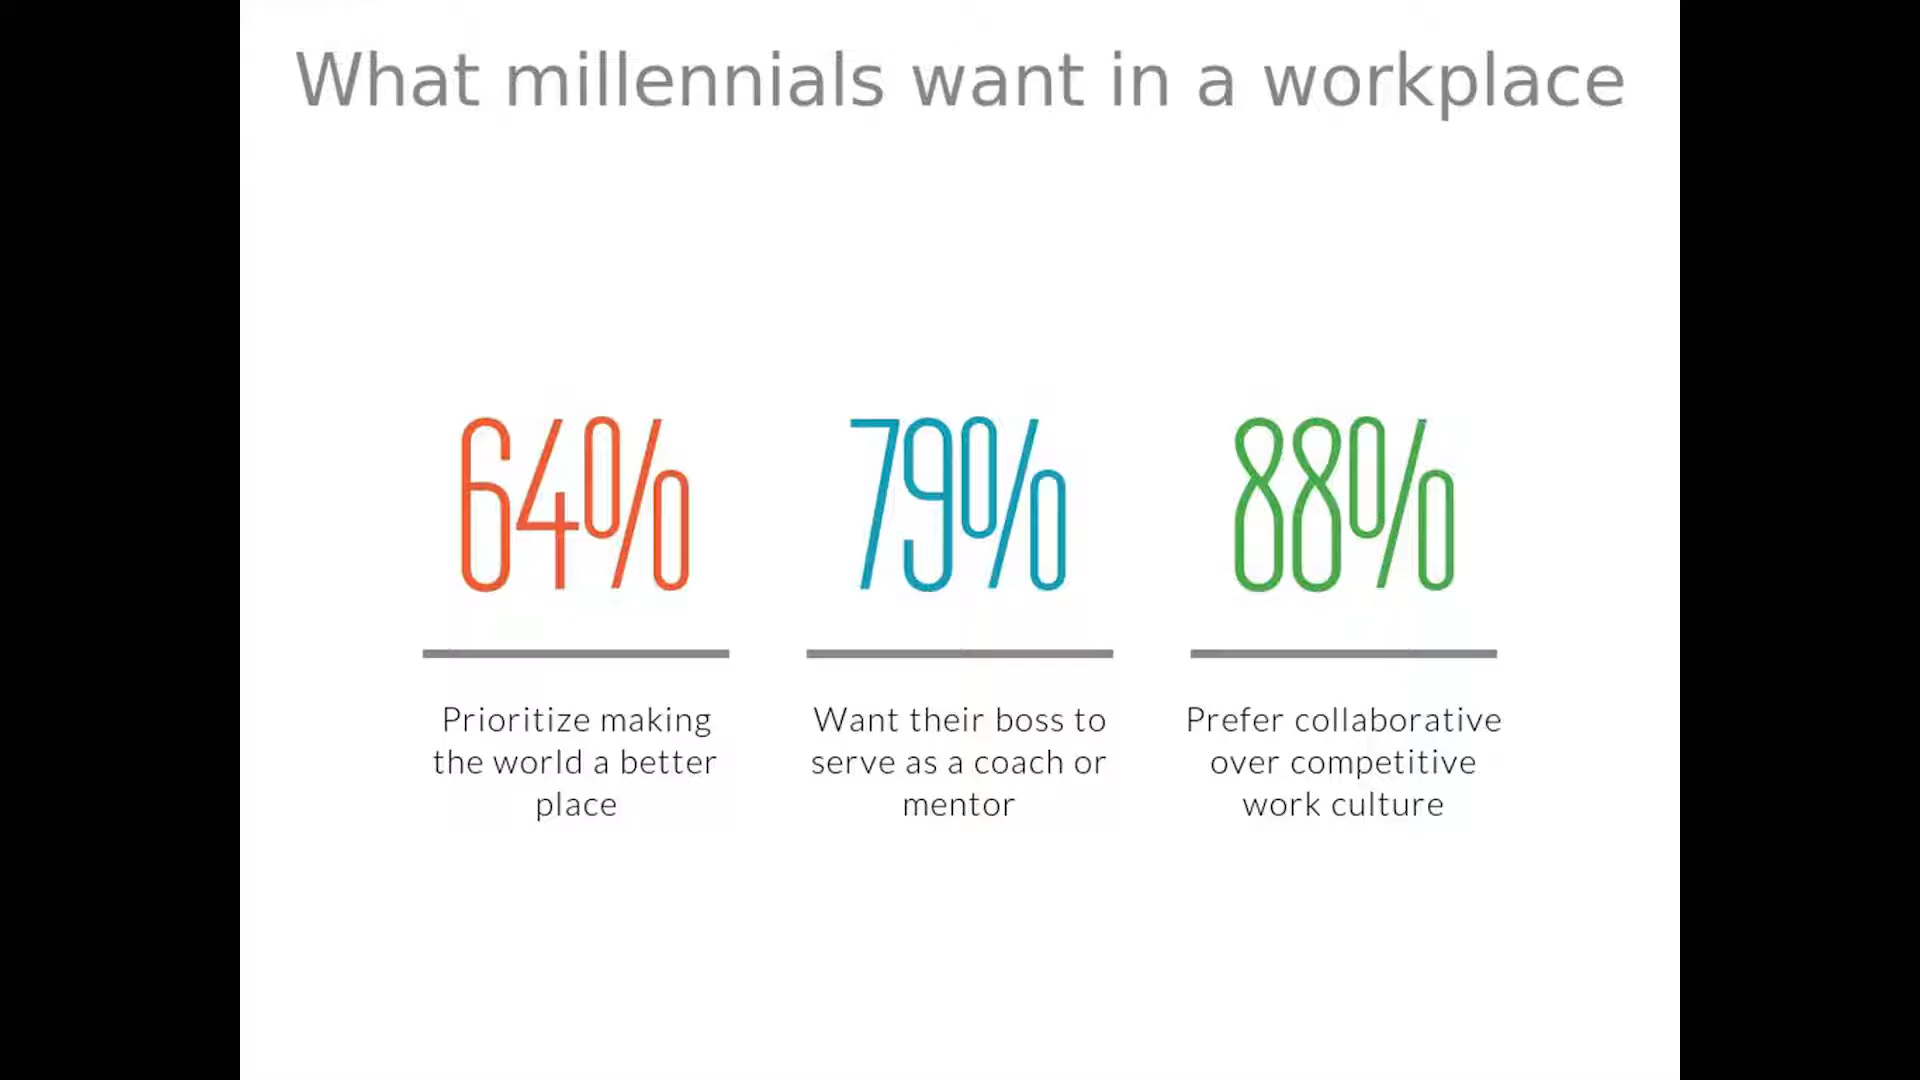 What millennials want in a workplace
64%
79%
88%
Prioritize making
the world a better
place
Want their boss to
serve as a coach or
mentor
Prefer collaborative
over competitive
work culture